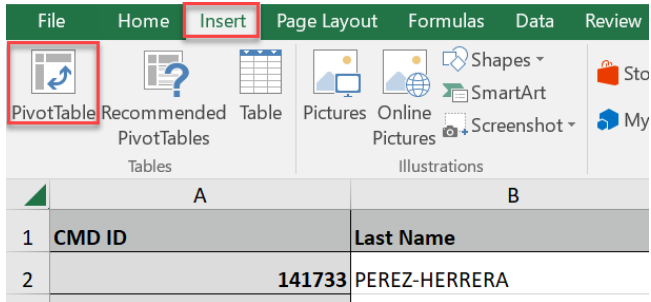 File Home Insert Page Layout Formulas Data Review
PivotTable Recommended PivotTables Table Pictures Online Pictures Shapes SmartArt Screenshot
Tables Illustrations
A B
1 CMD ID Last Name
2 141733 PEREZ-HERRERA